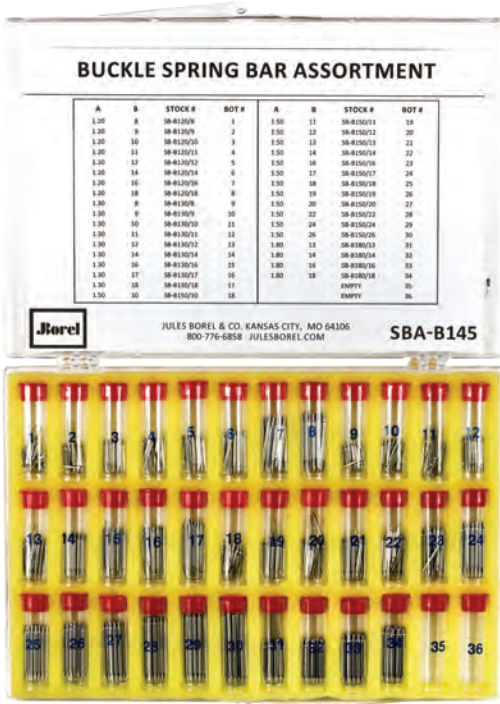 BUCKLE SPRING BAR ASSORTMENT
A B STOCK # BOT # A B STOCK # BOT #
1.20 8 SB-B120/8 1 1.50 11 SB-B150/11 19
1.20 9 SB-B120/9 2 1.50 12 SB-B150/12 20
1.20 10 SB-B120/10 3 1.50 13 SB-B150/13 21
1.20 11 SB-B120/11 4 1.50 14 SB-B150/14 22
1.20 12 SB-B120/12 5 1.50 16 SB-B150/16 23
1.20 14 SB-B120/14 6 1.50 17 SB-B150/17 24
1.20 16 SB-B120/16 7 1.50 18 SB-B150/18 25
1.20 18 SB-B120/18 8 1.50 19 SB-B150/19 26
1.30 8 SB-B130/8 9 1.50 20 SB-B150/20 27
1.30 9 SB-B130/9 10 1.50 22 SB-B150/22 28
1.30 10 SB-B130/10 11 1.50 24 SB-B150/24 29
1.30 11 SB-B130/11 12 1.50 26 SB-B150/26 30
1.30 12 SB-B130/12 13 1.80 13 31
1.30 14 SB-B130/14 14 1.80 14 SB-B180/14 32
1.30 16 SB-B130/16 15 1.80 16 SB-B180/16 33
1.30 17 SB-B130/17 16 1.80 18 SB-B180/18 34
1.30 18 SB-B130/18 17 EMPTY 35
1.50 10 SB-B150/10 18 EMPTY 36
JBorel
JULES BOREL & CO. KANSAS CITY, MO 64106
800-776-6858 JULESBOREL.COM
SBA-B145
1 2 3 4 5 6 7 8 9 10 11 12
13 14 15 16 17 18 19 20 21 22 23 24
25 26 27 28 29 30 31 32 33 34 35 36